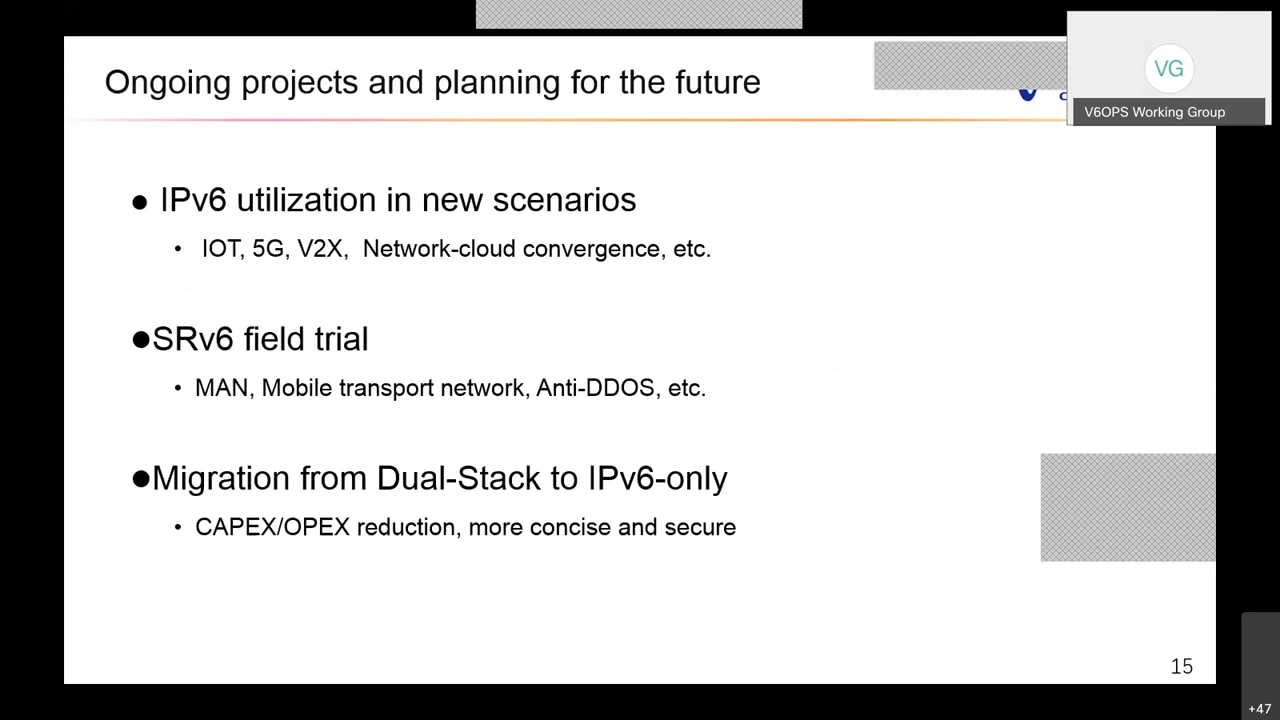 Ongoing projects and planning for the future
VG
V6OPS Working Group
● IPv6 utilization in new scenarios
• IOT, 5G, V2X, Network-cloud convergence, etc.
●SRv6 field trial
• MAN, Mobile transport network, Anti-DDOS, etc.
●Migration from Dual-Stack to IPv6-only
• CAPEX/OPEX reduction, more concise and secure
15
+47